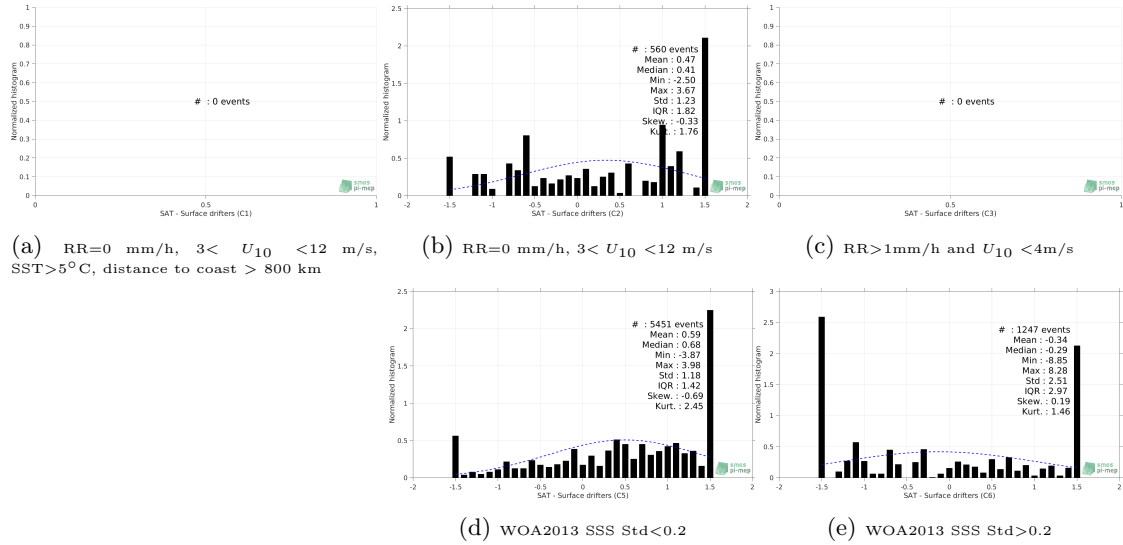 1
0.9
0.8
0.7
0.6
0.5
0.4
0.3
0.2
0.1
0
Normalized histogram
# : 0 events
0 0.5 1
SAT - Surface drifters (C1)
smos
pi-mep
(a) RR=0 mm/h, 3< U10 <12 m/s,
SST>5°C, distance to coast > 800 km
2.5
2
1.5
1
0.5
0
Normalized histogram
# : 560 events
Mean : 0.47
Median : 0.41
Min : -2.50
Max : 3.67
Std : 1.23
IQR : 1.82
Skew. : -0.33
Kurt. : 1.76
-2 -1.5 -1 -0.5 0 0.5 1 1.5 2
SAT - Surface drifters (C2)
smos
pi-mep
(b) RR=0 mm/h, 3< U10 <12 m/s
1
0.9
0.8
0.7
0.6
0.5
0.4
0.3
0.2
0.1
0
Normalized histogram
# : 0 events
0 0.5 1
SAT - Surface drifters (C3)
smos
pi-mep
(c) RR>1mm/h and U10 <4m/s
2.5
2
1.5
1
0.5
0
Normalized histogram
# : 5451 events
Mean : 0.59
Median : 0.68
Min : -3.87
Max : 3.98
Std : 1.18
IQR : 1.42
Skew. : -0.69
Kurt. : 2.45
-2 -1.5 -1 -0.5 0 0.5 1 1.5 2
SAT - Surface drifters (C5)
smos
pi-mep
(d) WOA2013 SSS Std<0.2
3
2.5
2
1.5
1
0.5
0
Normalized histogram
# : 1247 events
Mean : -0.34
Median : -0.29
Min : -8.85
Max : 8.28
Std : 2.51
IQR : 2.97
Skew. : 0.19
Kurt. : 1.46
-2 -1.5 -1 -0.5 0 0.5 1 1.5 2
SAT - Surface drifters (C6)
smos
pi-mep
(e) WOA2013 SSS Std>0.2